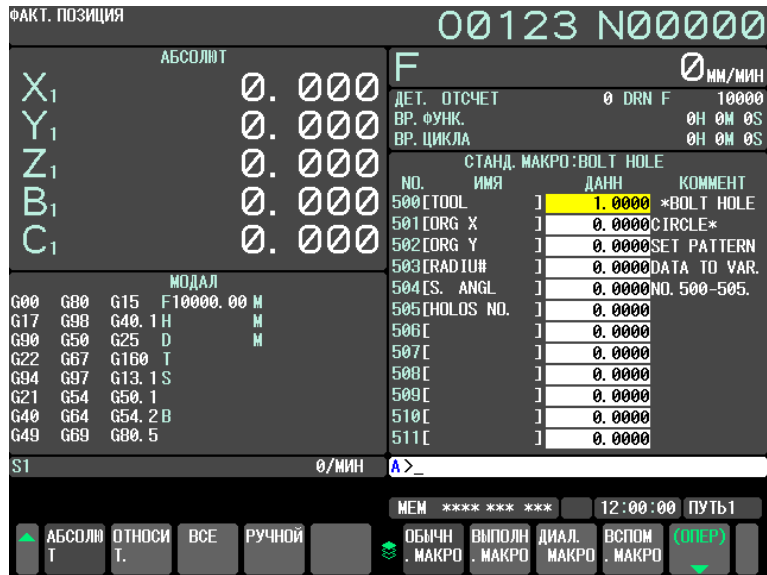 ФАКТ. ПОЗИЦИЯ
O0123 N00000
АБСОЛЮТ
X1 0. 000
Y1 0. 000
Z1 0. 000
B1 0. 000
C1 0. 000
F 0 ММ/МИН
ДЕТ. ОТСЧЕТ 0 DRN F 10000
ВР. ФУНК. 0H 0M 0S
ВР. ЦИКЛА 0H 0M 0S
МОДАЛ
G00 G80 G15 F10000.00 M
G17 G98 G40.1 H M
G90 G50 G25 D M
G22 G67 G160 T
G94 G97 G13.1 S
G21 G54 G50.1
G40 G64 G54.2 B
G49 G69 G80.5
S1 0/МИН
СТАНД. МАКРО:BOLT HOLE
NO. ИМЯ ДАНН КОММЕНТ
500[TOOL ] 1.0000 *BOLT HOLE
501[ORG X ] 0.0000 CIRCLE*
502[ORG Y ] 0.0000 SET PATTERN
503[RADIU# ] 0.0000 DATA TO VAR.
504[S. ANGL ] 0.0000 NO. 500-505.
505[HOLOS NO. ] 0.0000
506[ ] 0.0000
507[ ] 0.0000
508[ ] 0.0000
509[ ] 0.0000
510[ ] 0.0000
511[ ] 0.0000
A >_
MEM **** *** *** 12:00:00 ПУТЬ1
АБСОЛЮ
Т
ОТНОСИ
Т.
ВСЕ
РУЧНОЙ
ОБЫЧН
. МАКРО
ВЫПОЛН
. МАКРО
ДИАЛ.
МАКРО
ВСПОМ
. МАКРО
(ОПЕР)